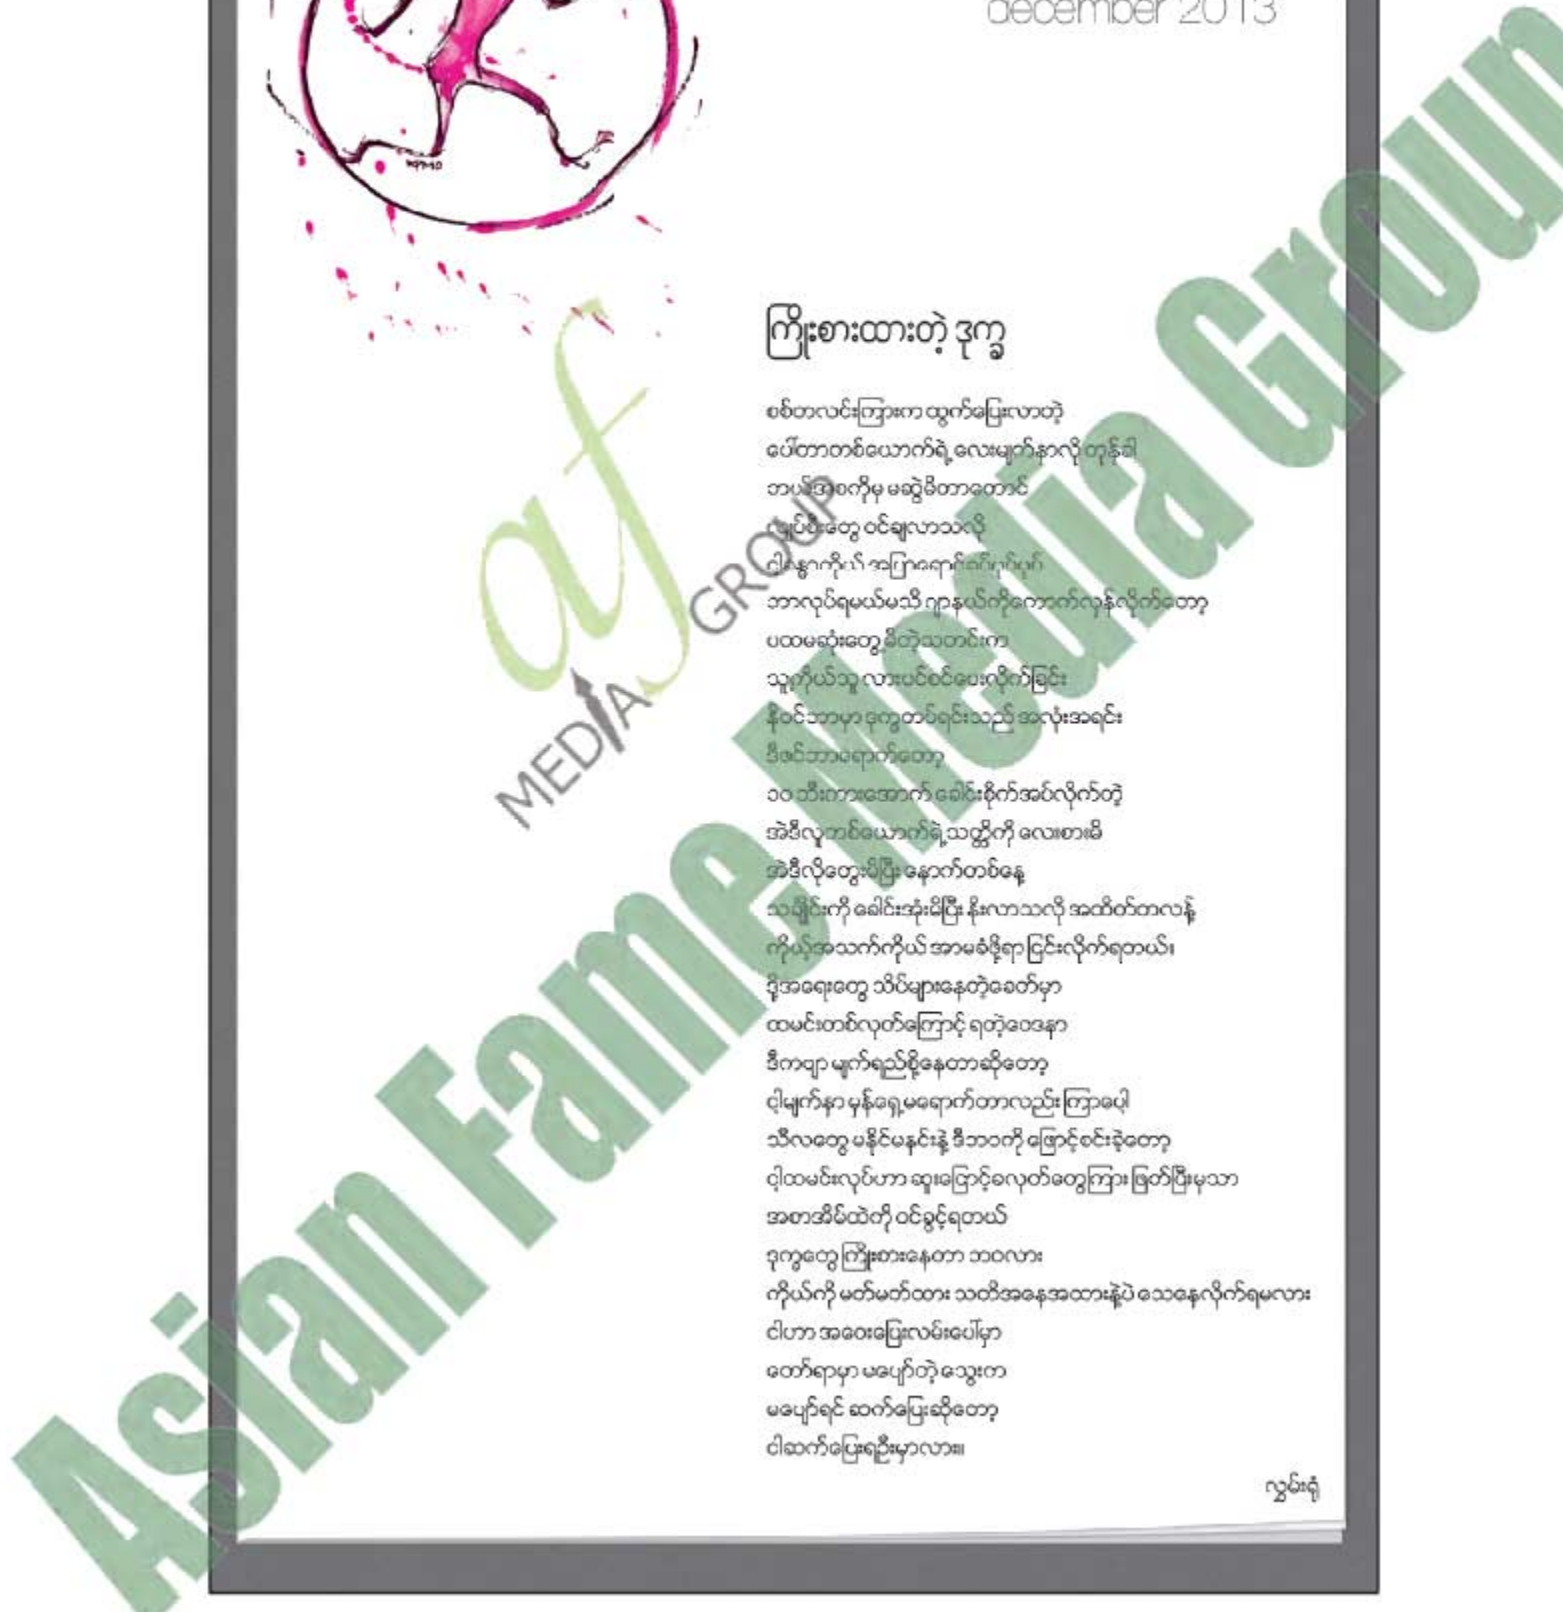 december 2013
ကြိုးစားထားတဲ့ ဒုက္ခ
စစ်တလင်းကြားက ထွက်ပြေးလာတဲ့
ပေါ်တာတစ်ယောက်ရဲ့ လေးမျက်နာလို တုန်ခါ
ဘယ်အစကိုမှ မဆွဲမိတာတောင်
လျှပ်စီးတွေ ဝင်ချလာသလို
ငါ့ခန္ဓာကိုယ် အပြာရောင်
ဘာလုပ်ရမယ်မသိ ဂျာနယ်ကိုကောက်လှန်လိုက်တော့
ပထမဆုံးတွေ့မိတဲ့သတင်းက
သူ့ကိုယ်သူ လားပင်စင်ပေးလိုက်ခြင်း
နိဝင်ဘာမှာ ဒုက္ခတပ်ရင်းသည် အလုံးအရင်း
ဒီဇင်ဘာရောက်တော့
၁၀ ဘီးကားအောက် ခေါင်းစိုက်အပ်လိုက်တဲ့
အဲဒီလူတစ်ယောက်ရဲ့သတ္တိကို လေးစားမိ
အဲဒီလိုတွေးမိပြီး နောက်တစ်နေ့
သချိုင်းကို ခေါင်းအုံးမိပြီး နိုးလာသလို အထိတ်တလန့်
ကိုယ့်အသက်ကိုယ် အာမခံဖို့ရာ ငြင်းလိုက်ရတယ်။
ဒို့အရေးတွေ သိပ်များနေတဲ့ခေတ်မှာ
ထမင်းတစ်လုတ်ကြောင့် ရတဲ့ဝေဒနာ
ဒီကဗျာ မျက်ရည်စို့နေတာဆိုတော့
ငါ့မျက်နှာ မှန်ရှေ့မရောက်တာလည်း ကြာပေါ့
သီလတွေ မနိုင်မနင်းနဲ့ ဒီဘဝကို ဖြောင့်စင်းခဲ့တော့
ငါ့ထမင်းလုပ်ဟာ ဆူးငြောင့်ခလုတ်တွေကြား ဖြတ်ပြီးမှသာ
အစာအိမ်ထဲကို ဝင်ခွင့်ရတယ်
ဒုက္ခတွေ ကြိုးစားနေတာ ဘဝလား
ကိုယ်ကို မတ်မတ်ထား သတိအနေအထားနဲ့ပဲ သေနေလိုက်ရမလား
ငါဟာ အဝေးပြေးလမ်းပေါ်မှာ
တော်ရာမှာ မပျော်တဲ့ သွေးက
မပျော်ရင် ဆက်ပြေးဆိုတော့
ငါဆက်ပြေးရဦးမှာလား။
လွှမ်းရုံ
af
MEDIA GROUP
Asian Fame Media Group